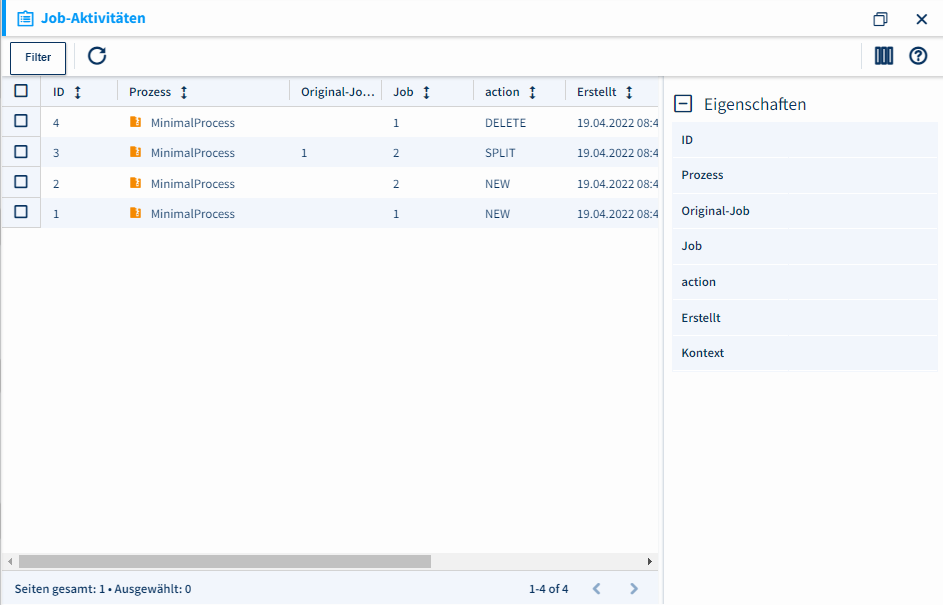 Job-Aktivitäten
Filter
ID Prozess Original-Jo... Job action Erstellt
4 MinimalProcess 1 DELETE 19.04.2022 08:4
3 MinimalProcess 1 2 SPLIT 19.04.2022 08:4
2 MinimalProcess 2 NEW 19.04.2022 08:4
1 MinimalProcess 1 NEW 19.04.2022 08:4
Eigenschaften
ID
Prozess
Original-Job
Job
action
Erstellt
Kontext
Seiten gesamt: 1 • Ausgewählt: 0 1-4 of 4